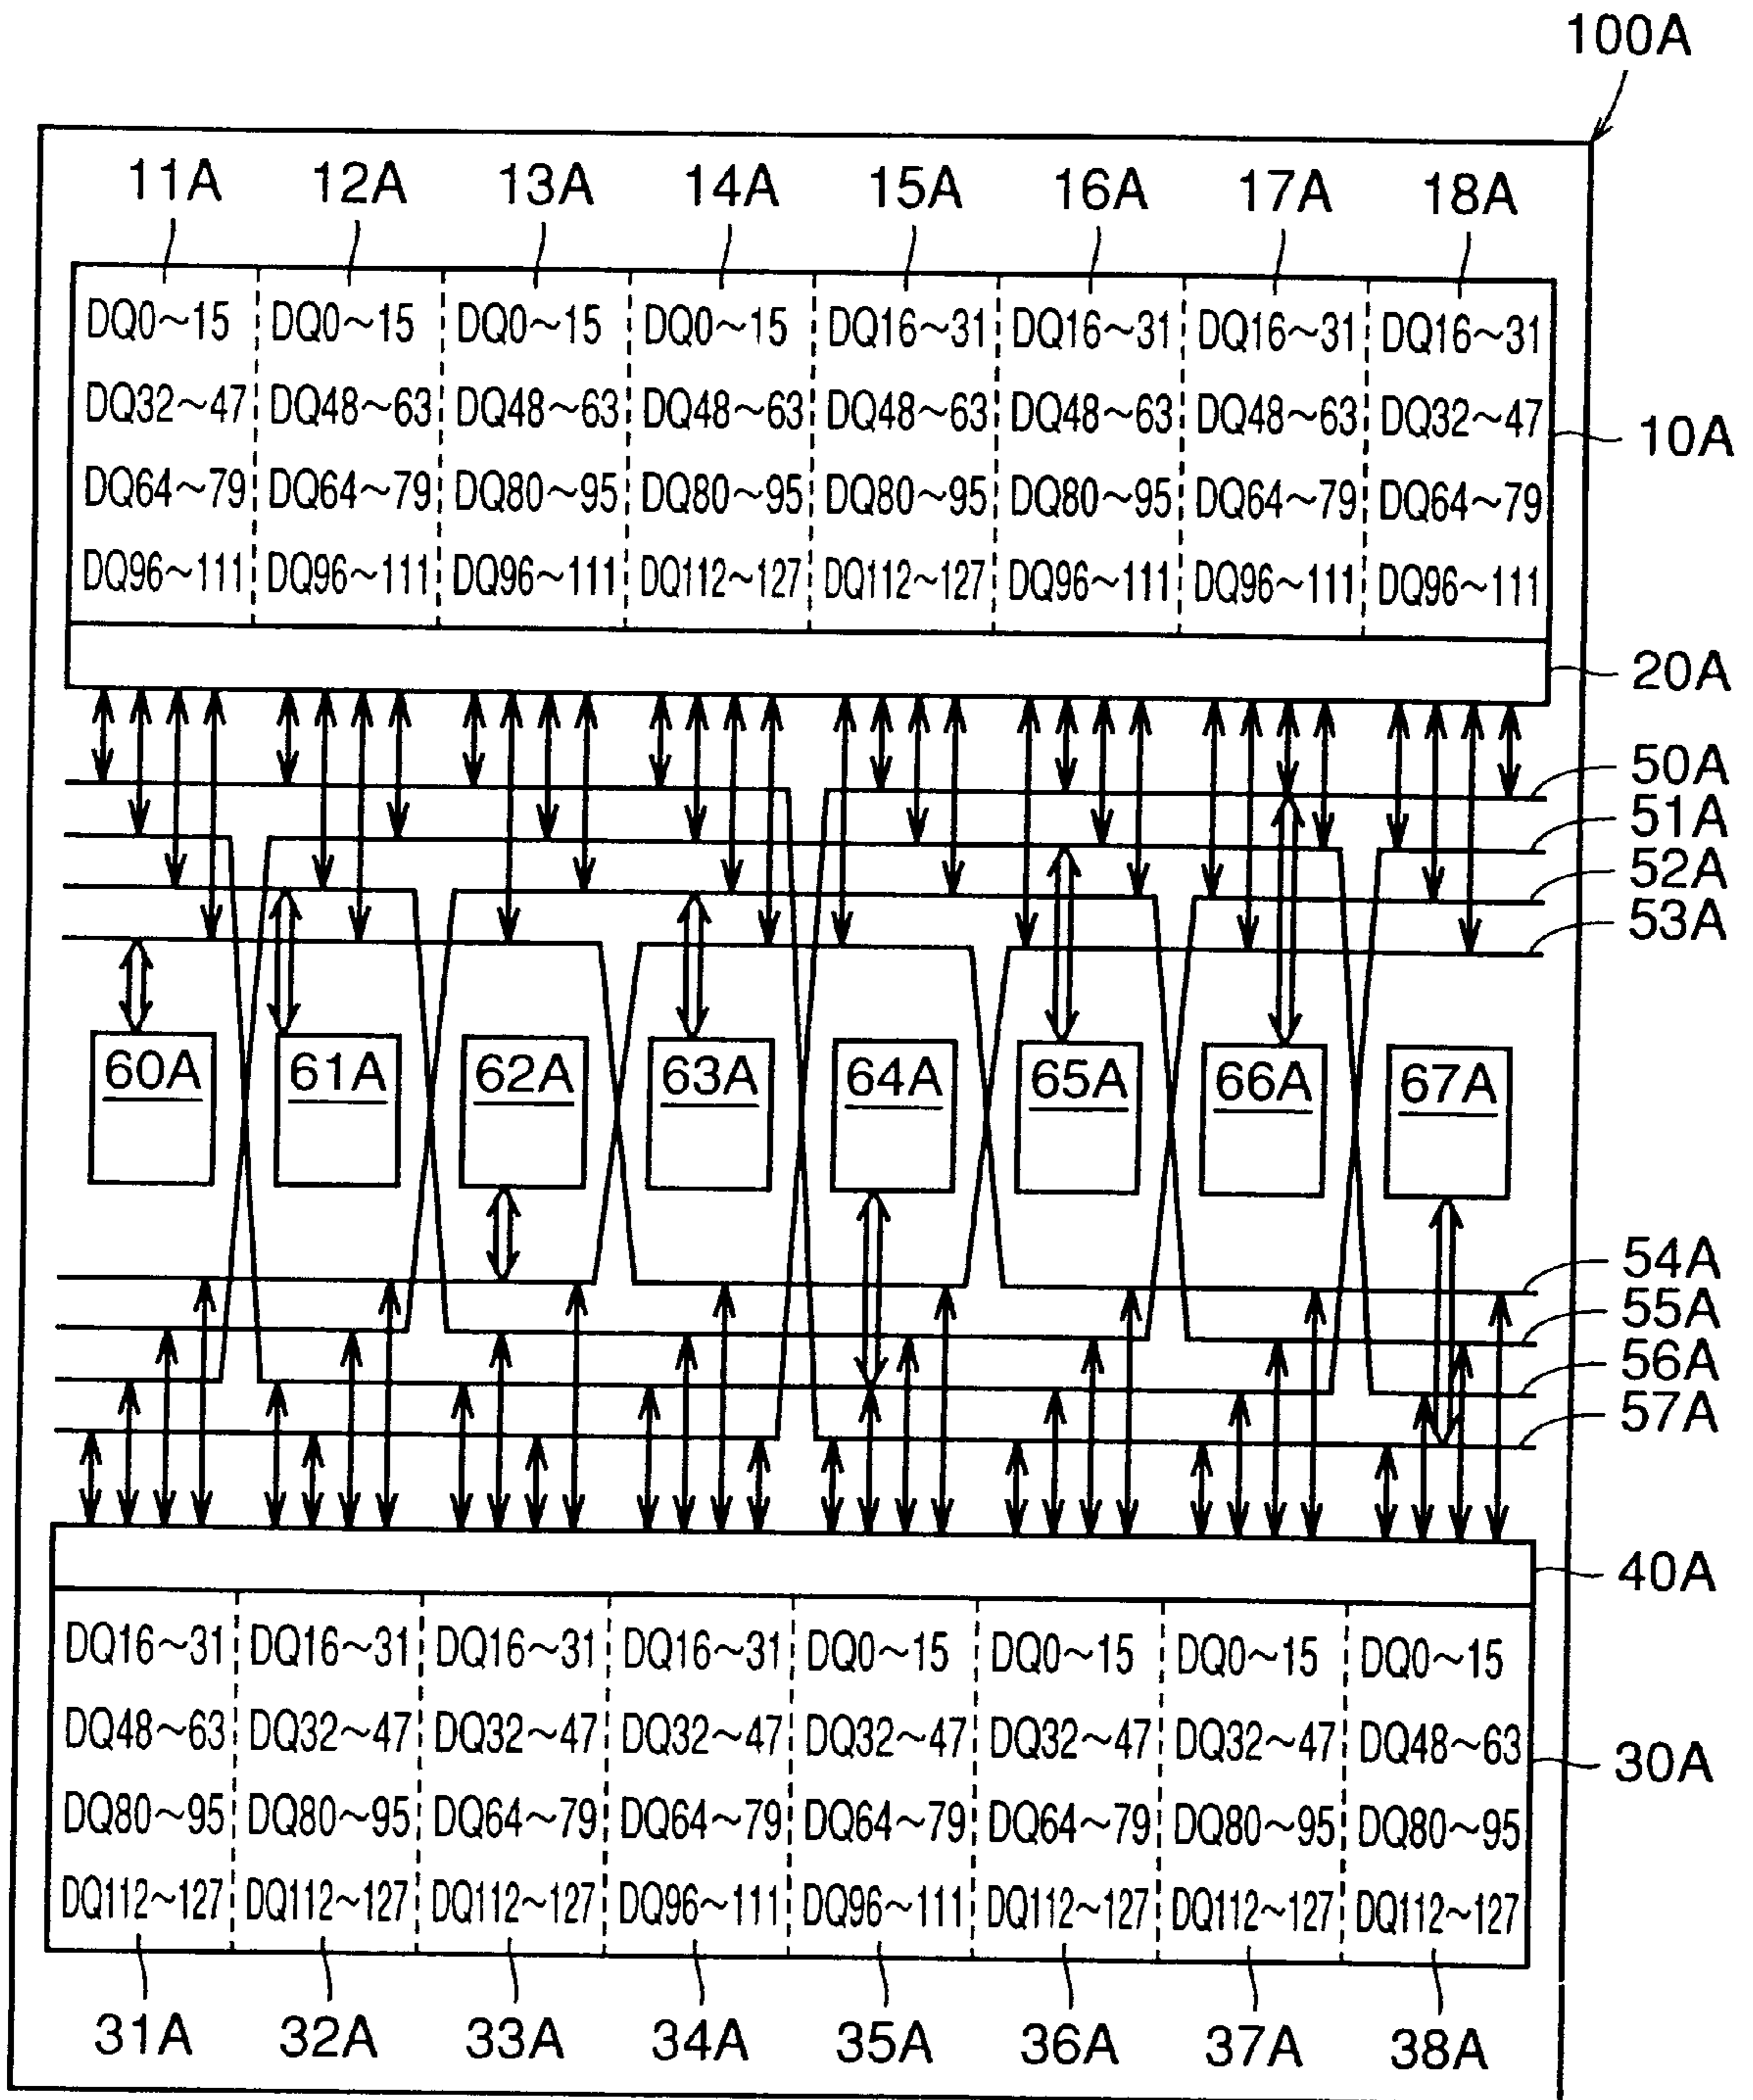 100A
11A 12A 13A 14A 15A 16A 17A 18A
DQ0~15 DQ0~15 DQ0~15 DQ0~15 DQ16~31 DQ16~31 DQ16~31 DQ16~31
DQ32~47 DQ48~63 DQ48~63 DQ48~63 DQ48~63 DQ48~63 DQ48~63 DQ32~47
10A
DQ64~79 DQ64~79 DQ80~95 DQ80~95 DQ80~95 DQ80~95 DQ64~79 DQ64~79
DQ96~111 DQ96~111 DQ96~111 DQ112~127 DQ112~127 DQ96~111 DQ96~111 DQ96~111
20A
50A
51A
52A
53A
60A 61A 62A 63A 64A 65A 66A 67A
54A
55A
56A
57A
40A
DQ16~31 DQ16~31 DQ16~31 DQ16~31 DQ0~15 DQ0~15 DQ0~15 DQ0~15
DQ48~63 DQ32~47 DQ32~47 DQ32~47 DQ32~47 DQ32~47 DQ32~47 DQ48~63
30A
DQ80~95 DQ80~95 DQ64~79 DQ64~79 DQ64~79 DQ64~79 DQ80~95 DQ80~95
DQ112~127 DQ112~127 DQ112~127 DQ96~111 DQ96~111 DQ112~127 DQ112~127 DQ112~127
31A 32A 33A 34A 35A 36A 37A 38A